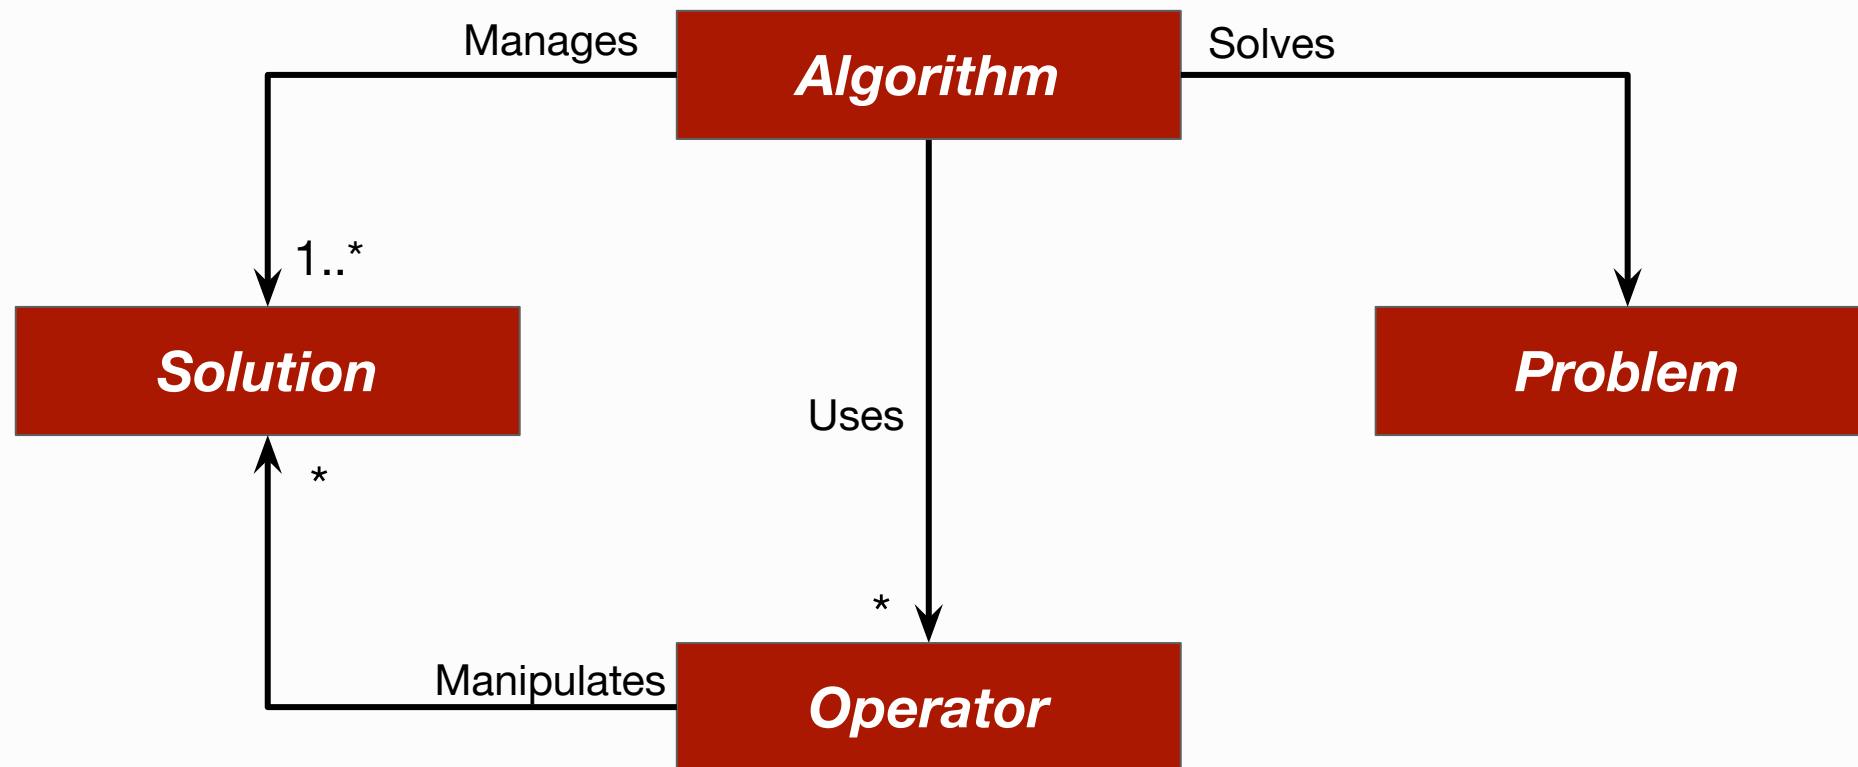 Manages
Algorithm
Solves
1..*
Solution
Problem
Uses
*
*
Manipulates
Operator